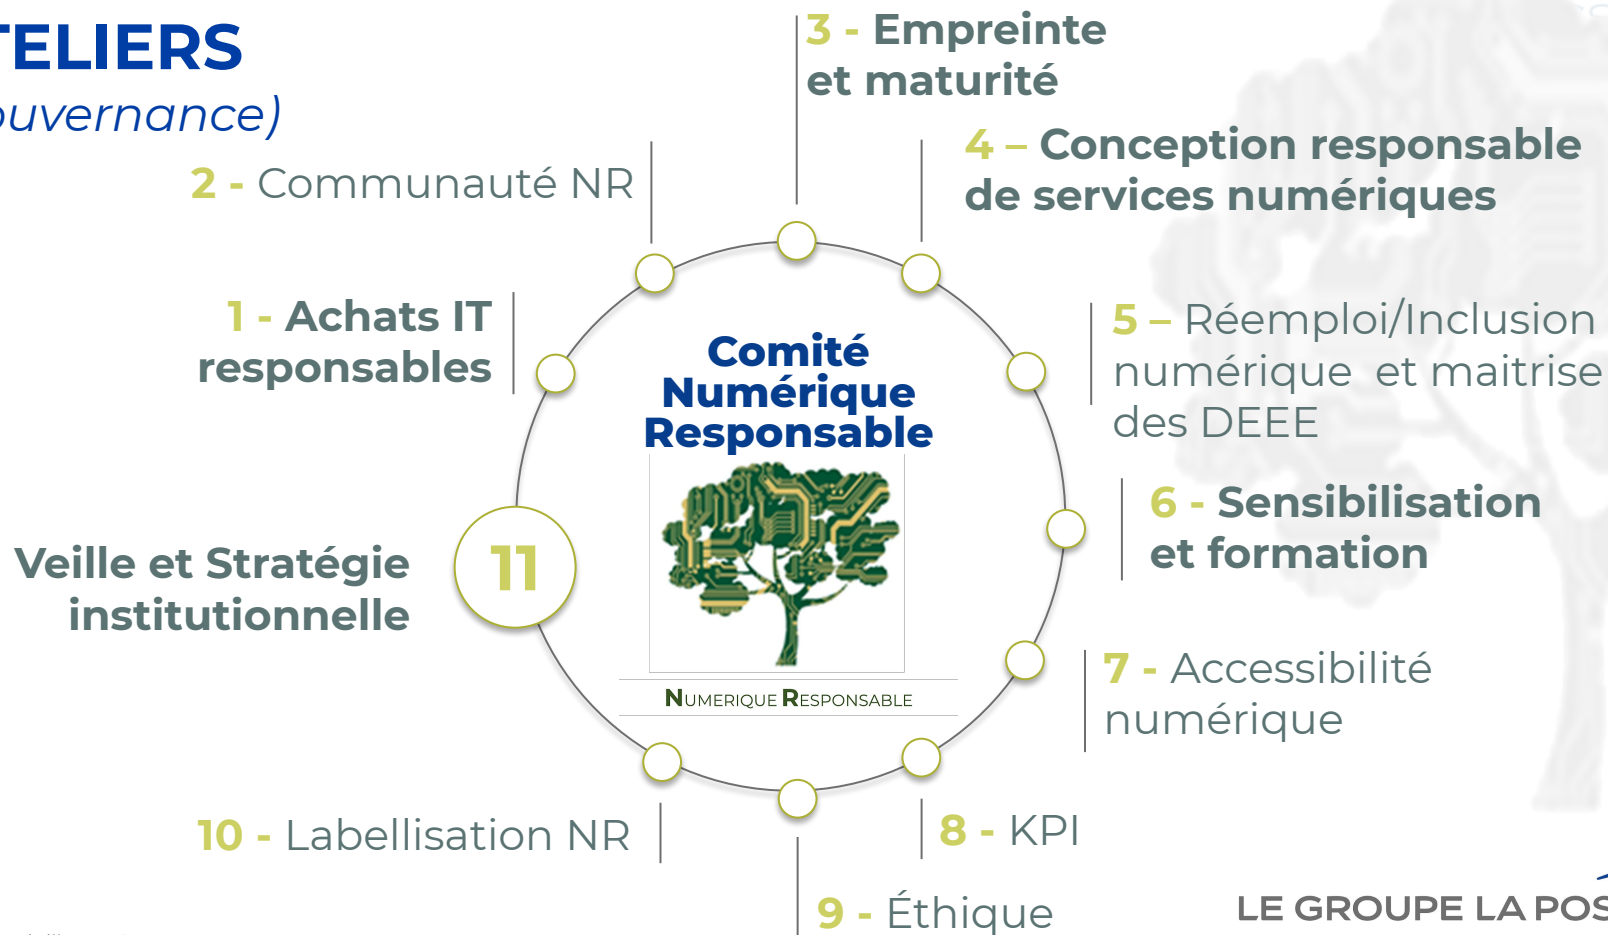 TELIERS
ouvernance)
3 - Empreinte
et maturité
4 – Conception responsable
de services numériques
2 - Communauté NR
1 - Achats IT
responsables
5 – Réemploi/Inclusion
numérique et maitrise
des DEEE
Comité
Numérique
Responsable
6 - Sensibilisation
et formation
Veille et Stratégie
institutionnelle
11
NUMERIQUE RESPONSABLE
7 - Accessibilité
numérique
10 - Labellisation NR
8 - KPI
9 - Éthique
LE GROUPE LA POS